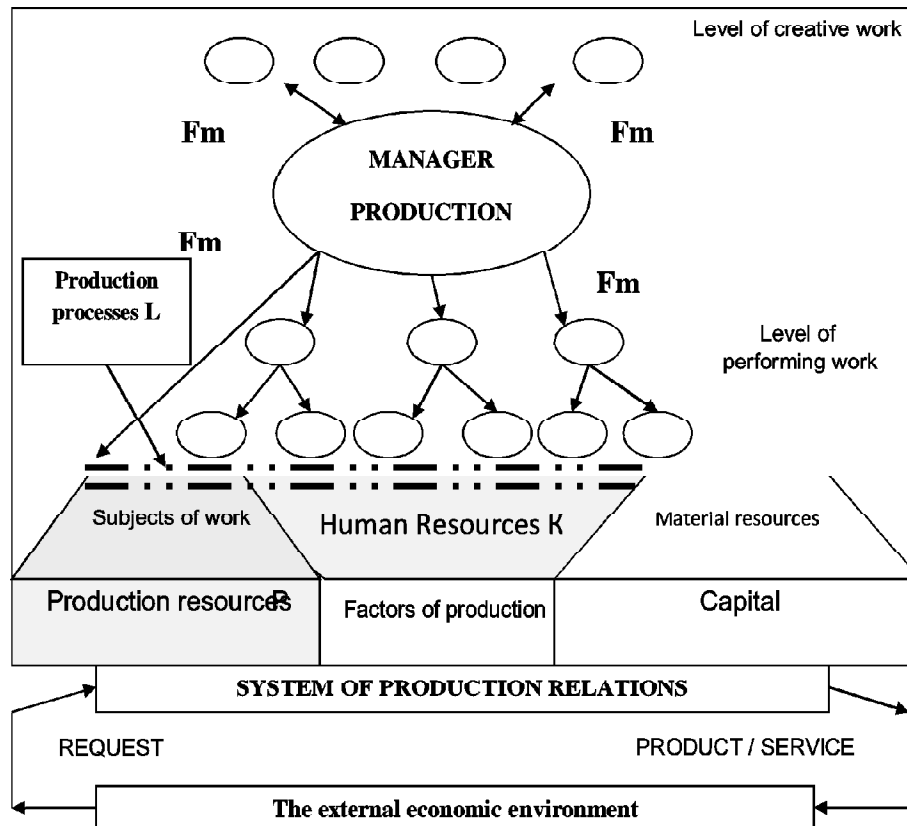 Level of creative work
Fm
Fm
MANAGER
PRODUCTION
Fm
Production
processes L
Fm
Level of
performing work
Subjects of work
Human Resources K
Material resources
Production resources
P
Factors of production
Capital
SYSTEM OF PRODUCTION RELATIONS
REQUEST
PRODUCT / SERVICE
The external economic environment